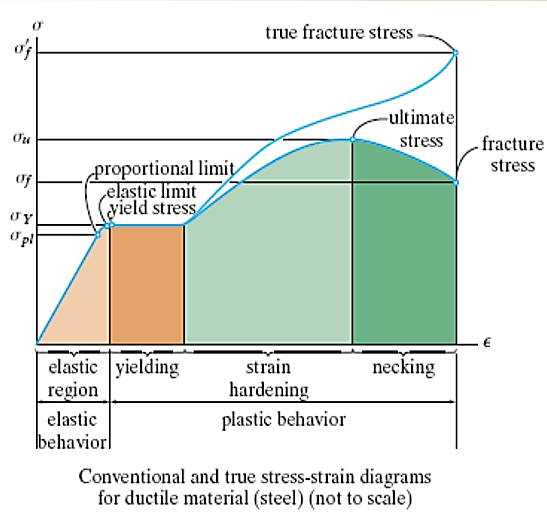 σ
true fracture stress
σ′f
σu
ultimate
stress
fracture
stress
σf
proportional limit
elastic limit
yield stress
σY
σpl
ϵ
elastic
region
yielding
strain
hardening
necking
elastic
behavior
plastic behavior
Conventional and true stress-strain diagrams
for ductile material (steel) (not to scale)